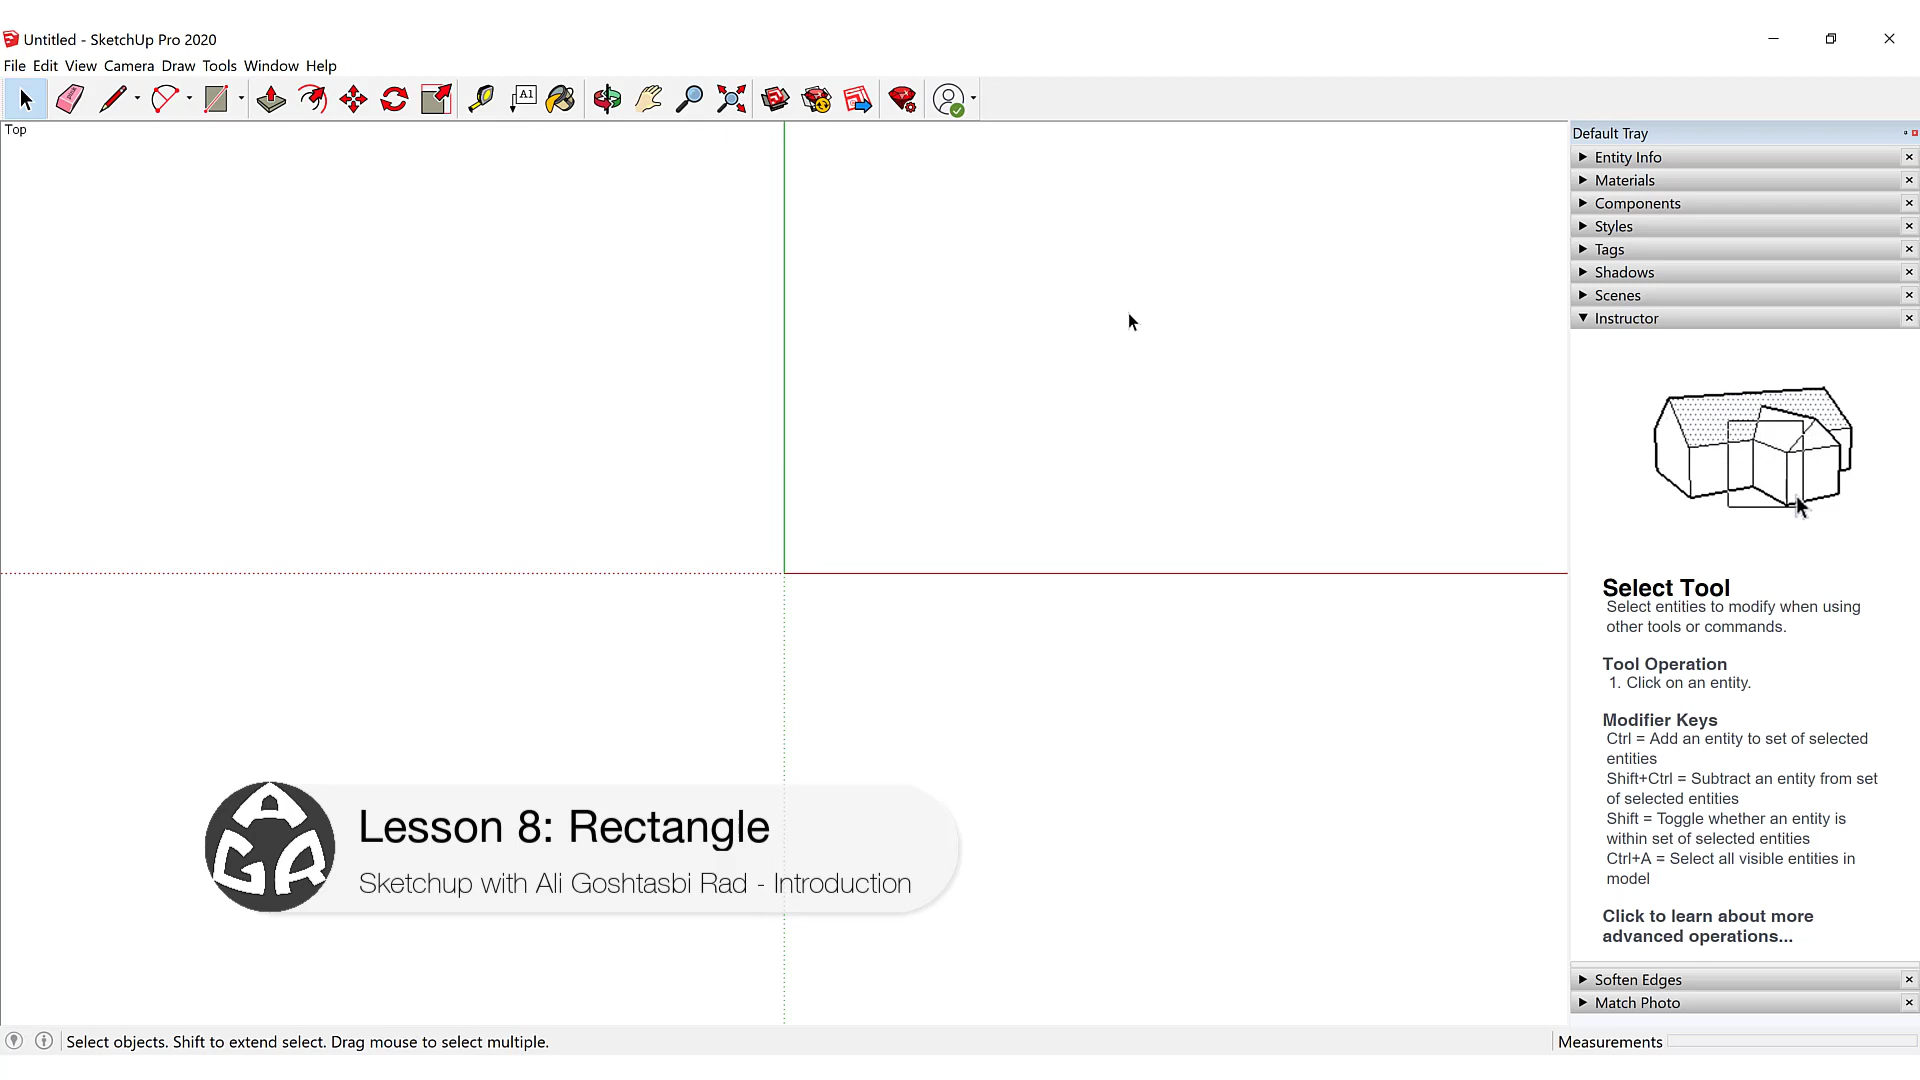 Untitled - SketchUp Pro 2020
File Edit View Camera Draw Tools Window Help
A1
Top
Default Tray
Entity Info
Materials
Components
Styles
Tags
Shadows
Scenes
Instructor
Select Tool
Select entities to modify when using
other tools or commands.
Tool Operation
1. Click on an entity.
Modifier Keys
Ctrl = Add an entity to set of selected
entities
Shift+Ctrl = Subtract an entity from set
of selected entities
Shift = Toggle whether an entity is
within set of selected entities
Ctrl+A = Select all visible entities in
model
Click to learn about more
advanced operations...
Soften Edges
Match Photo
AGR
Lesson 8: Rectangle
Sketchup with Ali Goshtasbi Rad - Introduction
Select objects. Shift to extend select. Drag mouse to select multiple.
Measurements